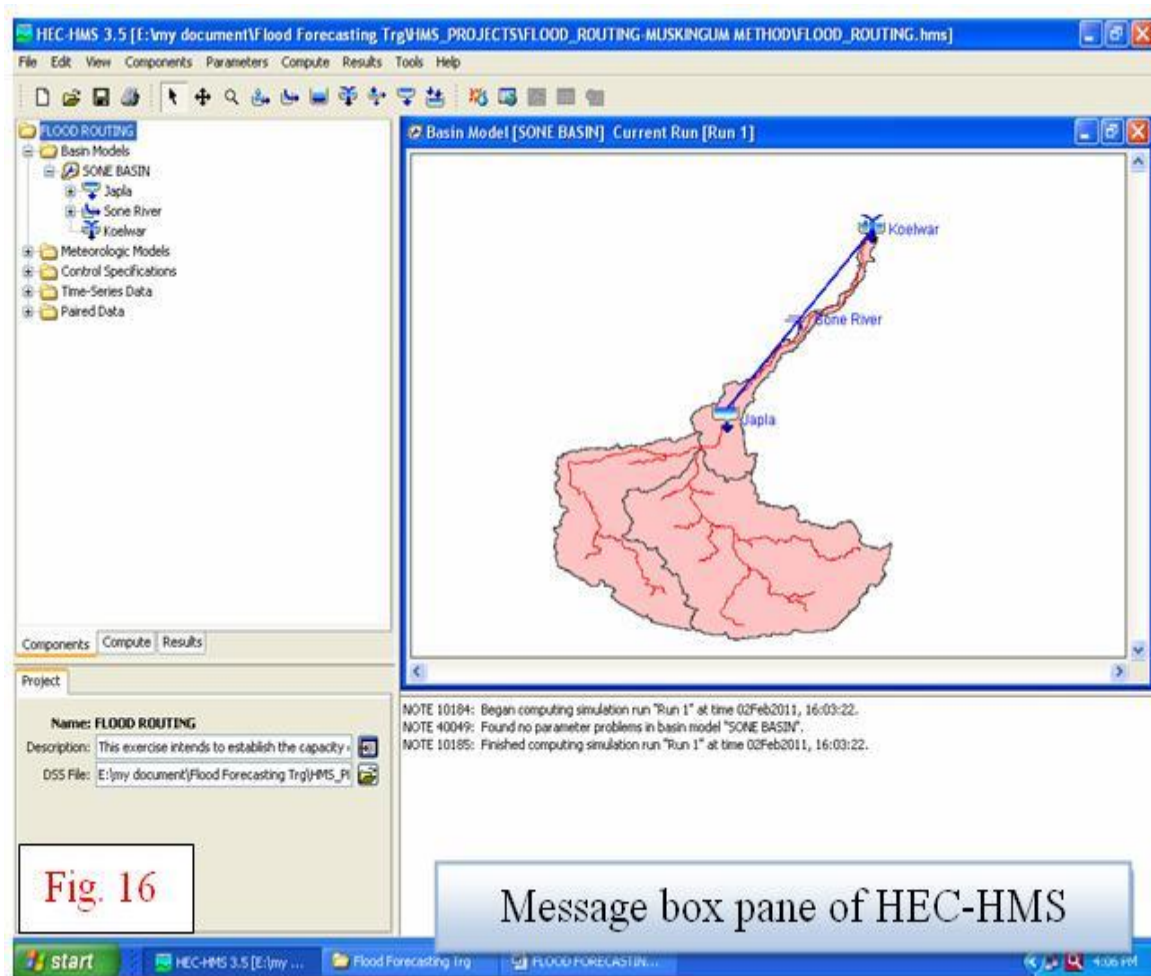 HEC-HMS 3.5 [E:\my document\Flood Forecasting Trg\HMS_PROJECTS\FLOOD_ROUTING-MUSKINGUM METHOD\FLOOD_ROUTING.hms]
File Edit View Components Parameters Compute Results Tools Help
FLOOD ROUTING
Basin Models
SONE BASIN
Japla
Sone River
Koelwar
Meteorologic Models
Control Specifications
Time-Series Data
Paired Data
Components Compute Results
Basin Model [SONE BASIN] Current Run [Run 1]
Koelwar
Sone River
Japla
Project
Name: FLOOD ROUTING
Description: This exercise intends to establish the capacity
DSS File: E:\my document\Flood Forecasting Trg\HMS_PI
NOTE 10184: Began computing simulation run "Run 1" at time 02Feb2011, 16:03:22.
NOTE 40049: Found no parameter problems in basin model "SONE BASIN".
NOTE 10185: Finished computing simulation run "Run 1" at time 02Feb2011, 16:03:22.
Fig. 16
Message box pane of HEC-HMS
start HEC-HMS 3.5 [E:\my ... Flood Forecasting Trg FLOOD FORECASTIN... 4:06 PM